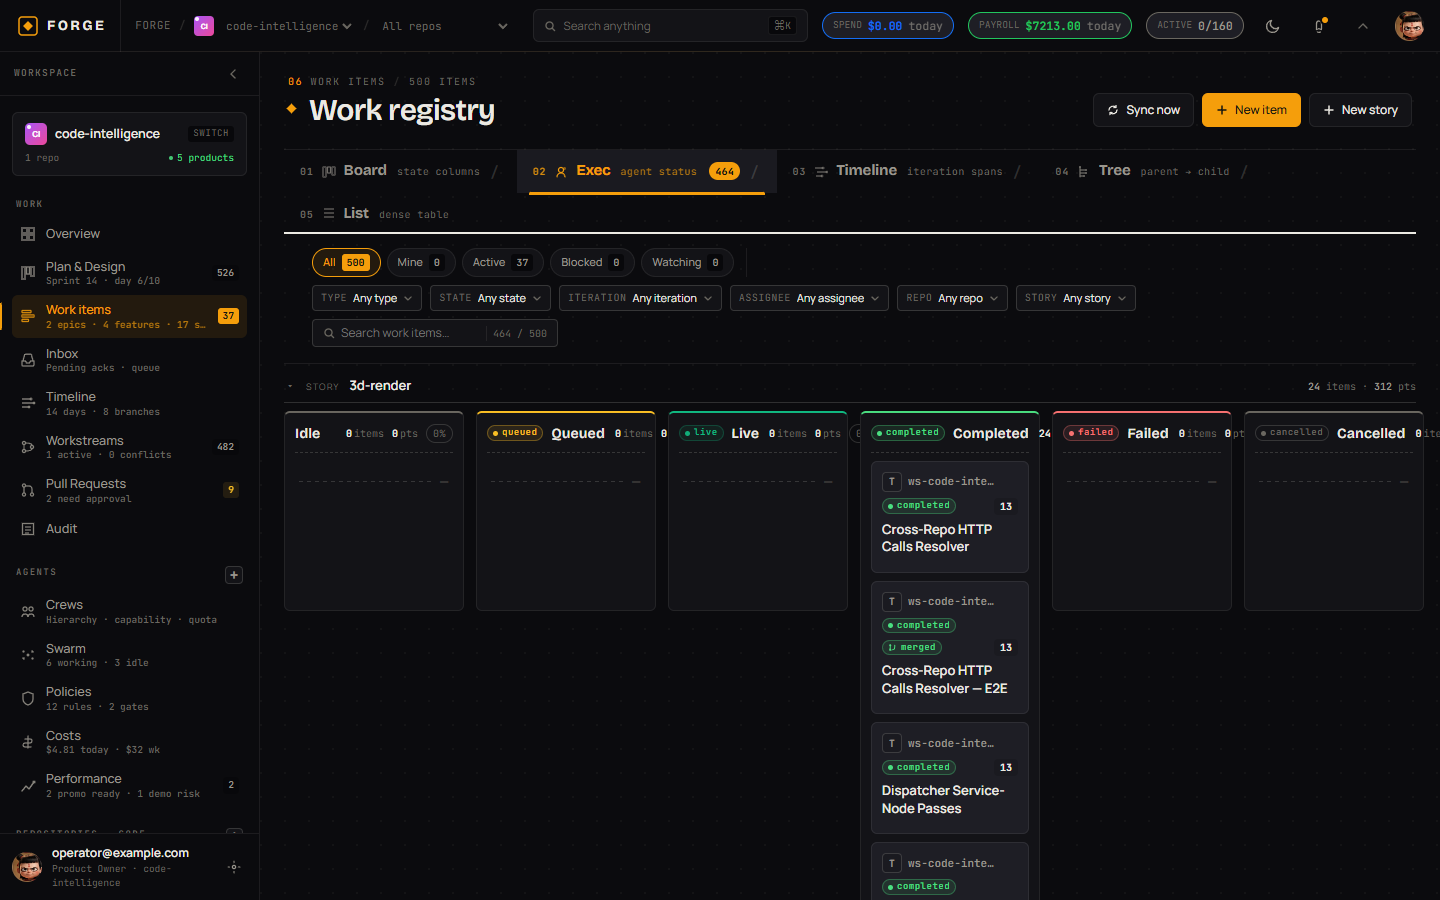 FORGE
FORGE / CI code-intelligence / All repos
Search anything ⌘K
SPEND $0.00 today
PAYROLL $7213.00 today
ACTIVE 0/160
WORKSPACE
CI code-intelligence SWITCH
1 repo 5 products
WORK
Overview
Plan & Design 526
Sprint 14 · day 6/10
Work items 37
2 epics · 4 features · 17 s…
Inbox
Pending acks · queue
Timeline
14 days · 8 branches
Workstreams 482
1 active · 0 conflicts
Pull Requests 9
2 need approval
Audit
AGENTS +
Crews
Hierarchy · capability · quota
Swarm
6 working · 3 idle
Policies
12 rules · 2 gates
Costs
$4.81 today · $32 wk
Performance 2
2 promo ready · 1 demo risk
operator@example.com
Product Owner · code-
intelligence
06 WORK ITEMS / 500 ITEMS
Work registry
Sync now
+ New item
+ New story
01 Board state columns /
02 Exec agent status 464 /
03 Timeline iteration spans /
04 Tree parent → child /
05 List dense table
All 500 Mine 0 Active 37 Blocked 0 Watching 0
TYPE Any type STATE Any state ITERATION Any iteration ASSIGNEE Any assignee REPO Any repo STORY Any story
Search work items... 464 / 500
STORY 3d-render 24 items · 312 pts
Idle 0 items 0 pts 0%
queued Queued 0 items 0
live Live 0 items 0 pts
completed Completed 24
failed Failed 0 items 0 pt
cancelled Cancelled 0 ite
T ws-code-inte…
completed 13
Cross-Repo HTTP
Calls Resolver
T ws-code-inte…
completed
merged 13
Cross-Repo HTTP
Calls Resolver — E2E
T ws-code-inte…
completed 13
Dispatcher Service-
Node Passes
T ws-code-inte…
completed